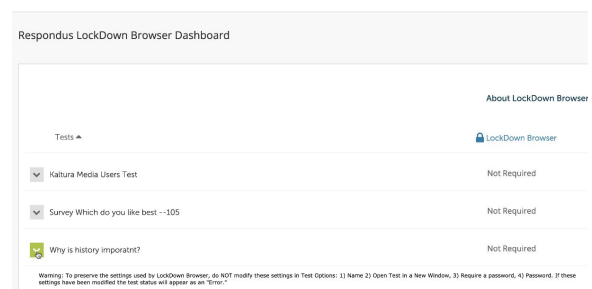 Respondus LockDown Browser Dashboard
About LockDown Browser
Tests ▲
LockDown Browser
Kaltura Media Users Test
Not Required
Survey Which do you like best --105
Not Required
Why is history imporatnt?
Not Required
Warning: To preserve the settings used by LockDown Browser, do NOT modify these settings in Test Options: 1) Name 2) Open Test in a New Window, 3) Require a password, 4) Password. If these
settings have been modified the test status will appear as an "Error."